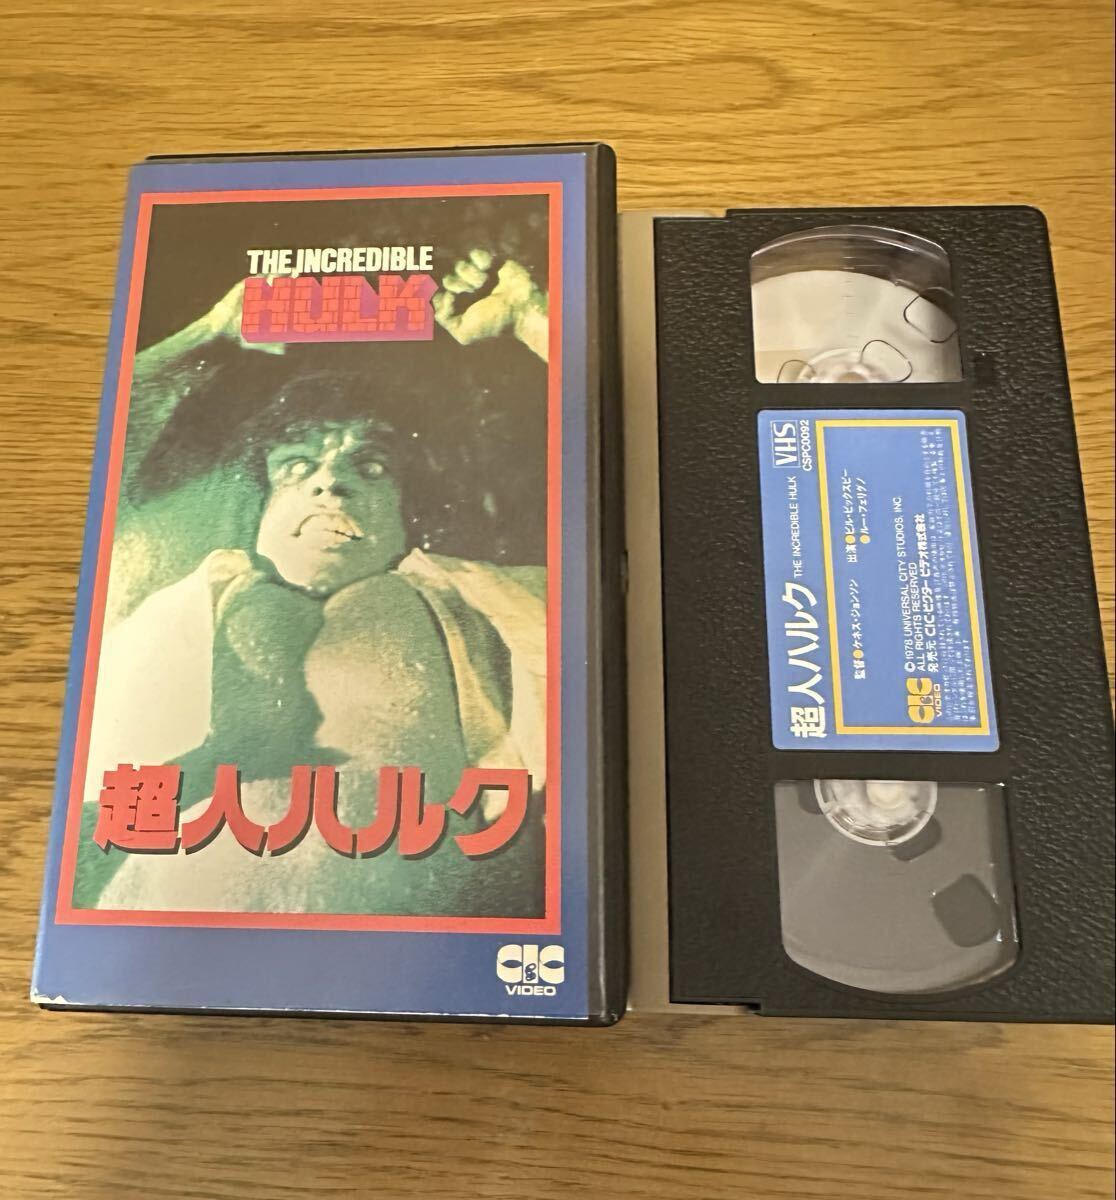 THE INCREDIBLE
HULK
超人ハルク
CIC
VIDEO
超人ハルク THE INCREDIBLE HULK
VHS
CSPC0092
監督●ケネス・ジョンソン 出演●ビル・ビックスビー
●ルー・フェリグノ
CIC
VIDEO
©1978 UNIVERSAL CITY STUDIOS, INC.
ALL RIGHTS RESERVED
発売元 CIC・ビクター ビデオ株式会社